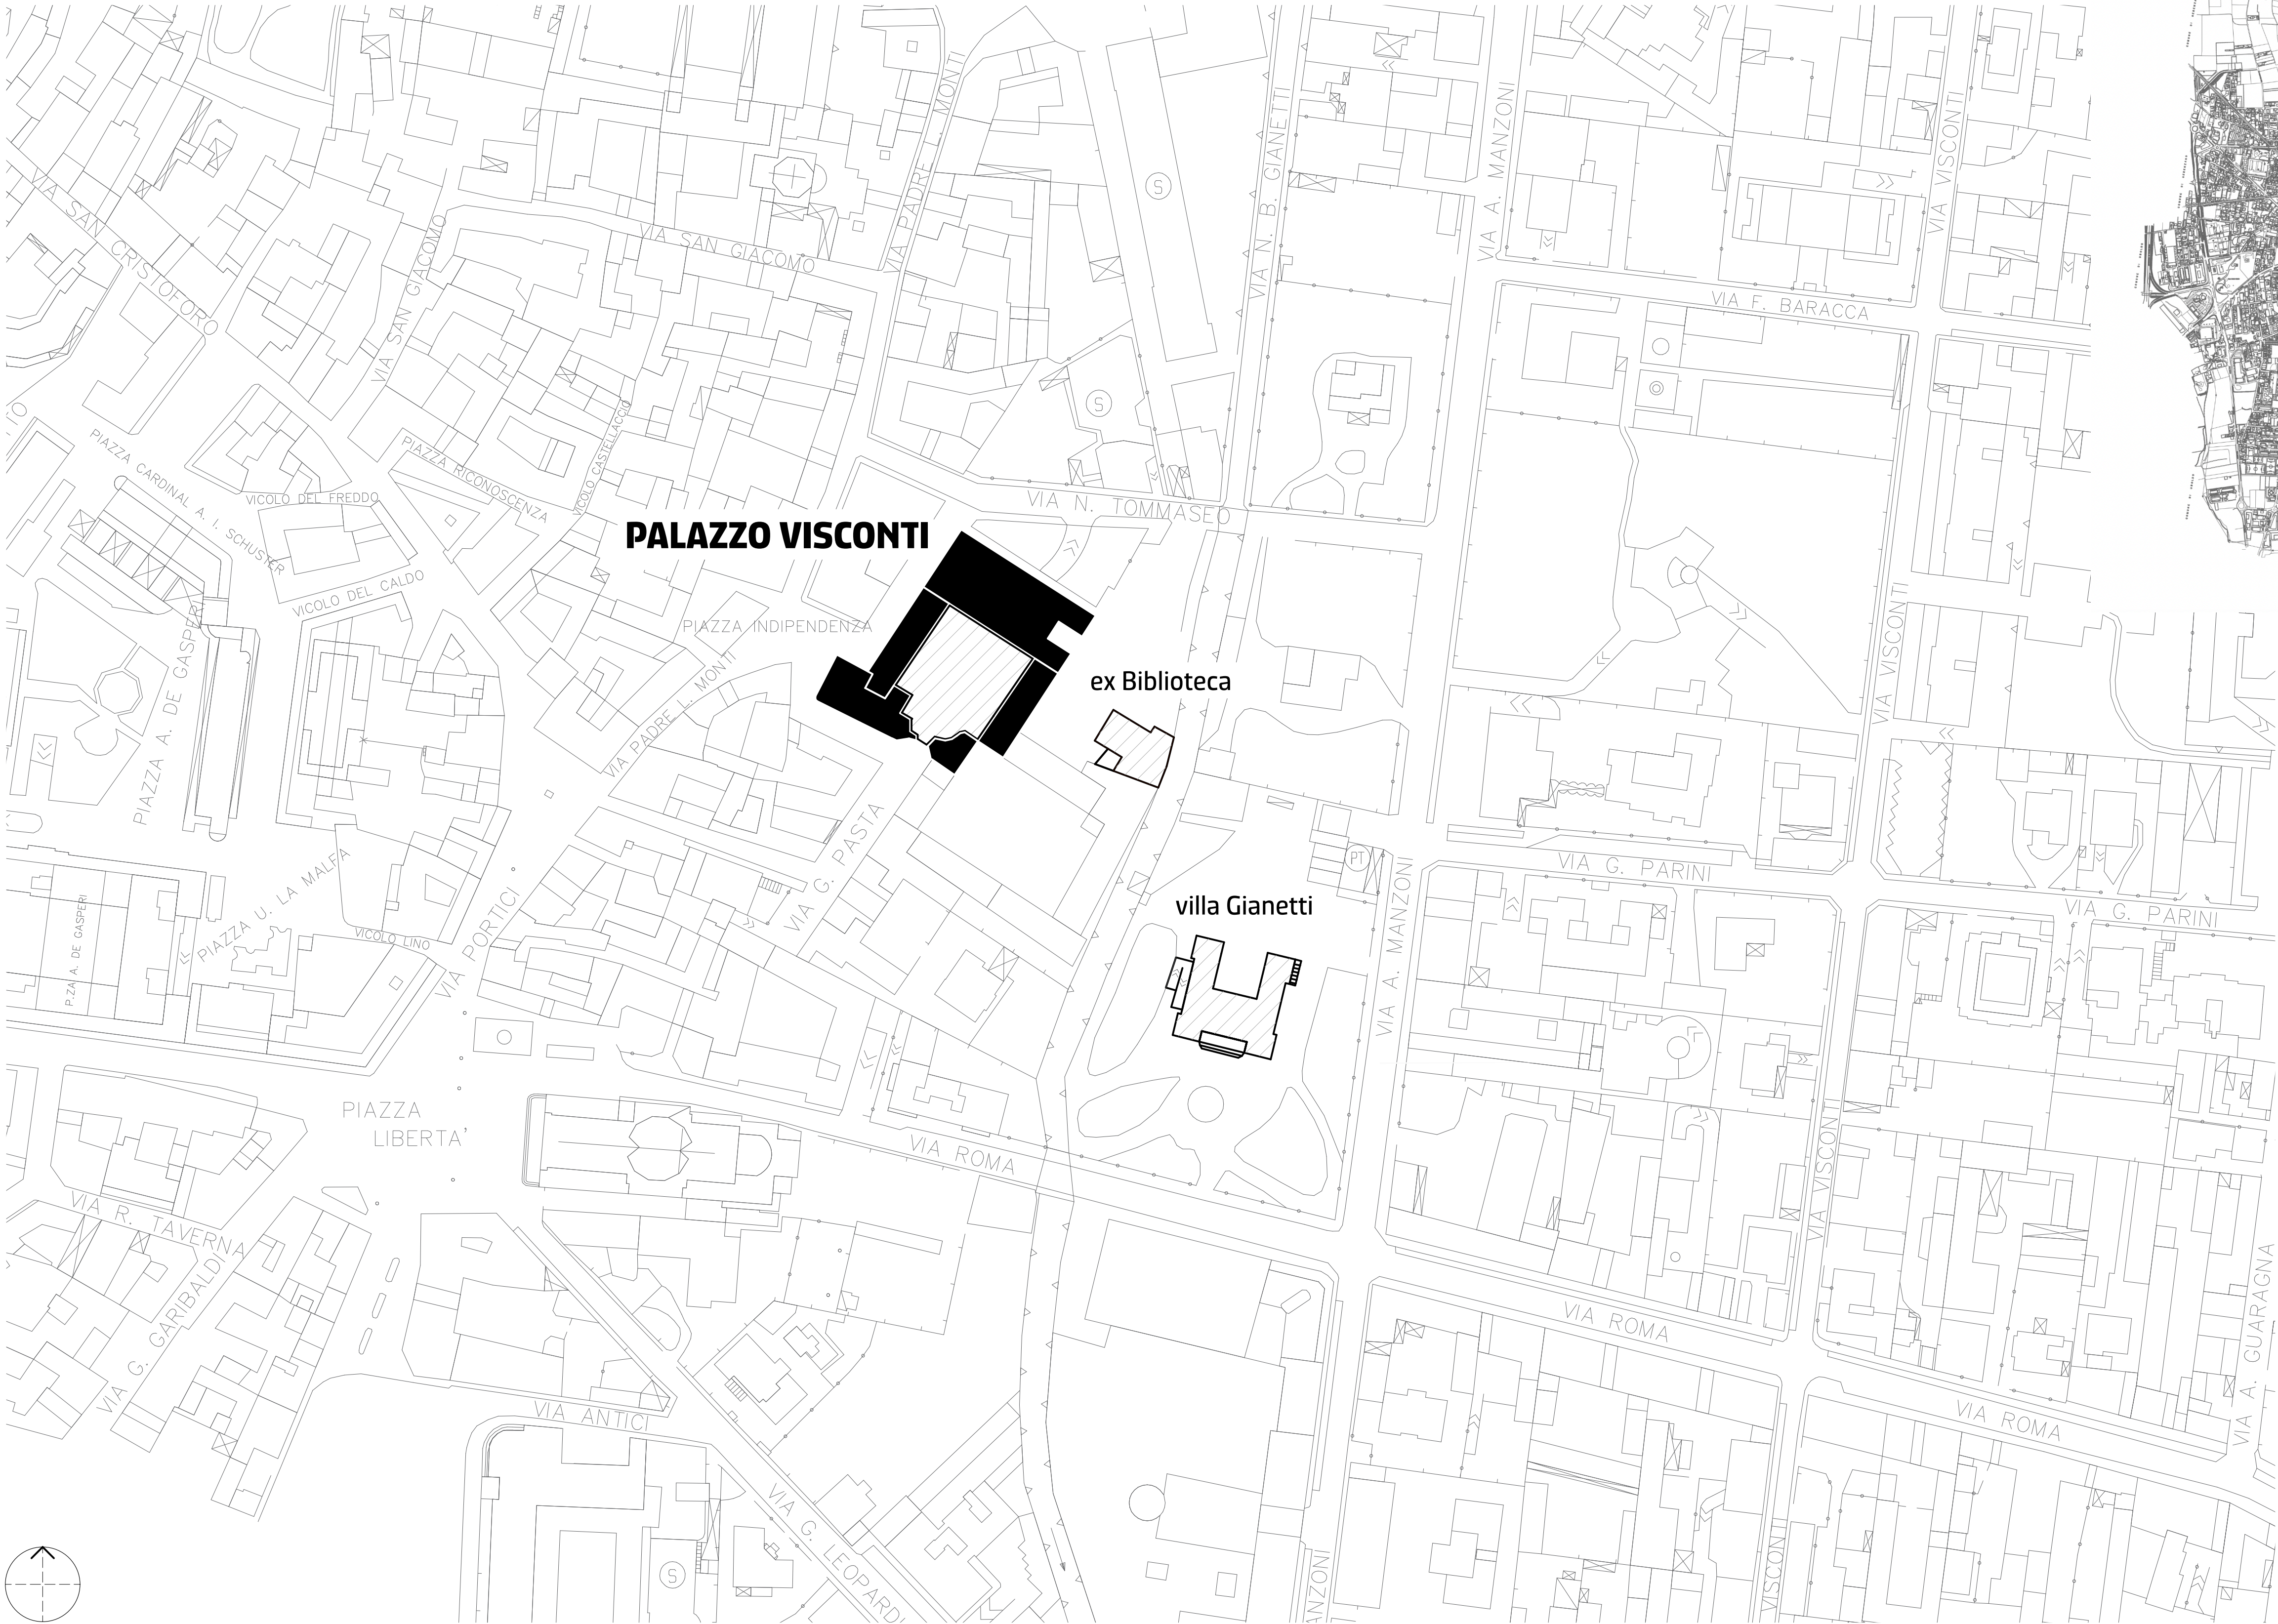 VIA PADRE L. MONTI
VIA N. B. GIANETTI
VIA A. MANZONI
VIA VISCONTI
VIA SAN CRISTOFORO
VIA SAN GIACOMO
VIA SAN GIACOMO
S
VIA F. BARACCA
S
PIAZZA CARDINAL A. I. SCHUSTER
PIAZZA RICONOSCENZA
VICOLO CASTELLACCIO
VICOLO DEL FREDDO
VIA N. TOMMASEO
PALAZZO VISCONTI
VICOLO DEL CALDO
PIAZZA INDIPENDENZA
PIAZZA A. DE GASPERI
VIA PADRE L. MONTI
ex Biblioteca
VIA VISCONTI
VIA G. PASTA
PT
VIA G. PARINI
PIAZZA U. LA MALFA
VIA A. MANZONI
villa Gianetti
VIA G. PARINI
P.ZA A. DE GASPERI
VICOLO LINO
VIA PORTICI
PIAZZA
LIBERTA'
VIA ROMA
VIA VISCONTI
VIA R. TAVERNA
VIA G. GARIBALDI
VIA ROMA
VIA A. GUARAGNA
VIA ANTICI
VIA ROMA
VIA G. LEOPARDI
S
ANZONI
VISCONTI